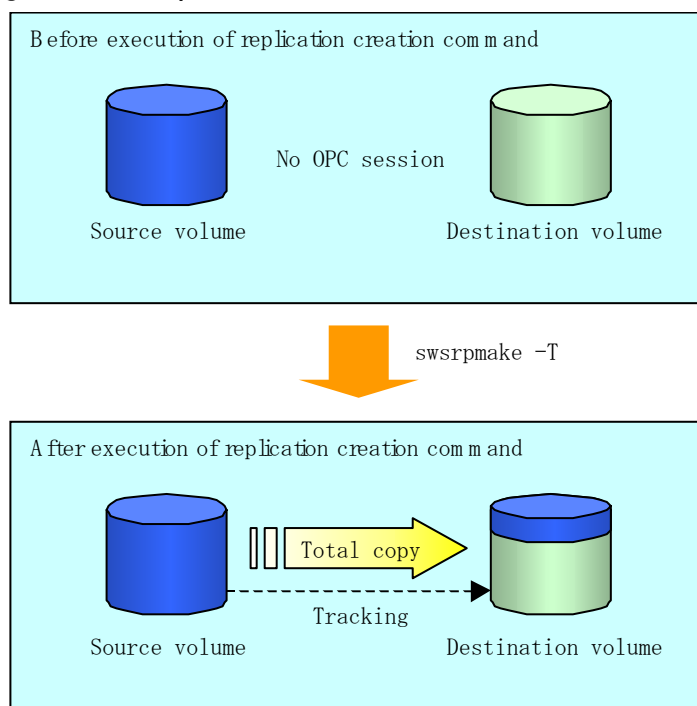 Before execution of replication creation command
No OPC session
Source volume
Destination volume
swsrpmake -T
After execution of replication creation command
Total copy
Tracking
Source volume
Destination volume